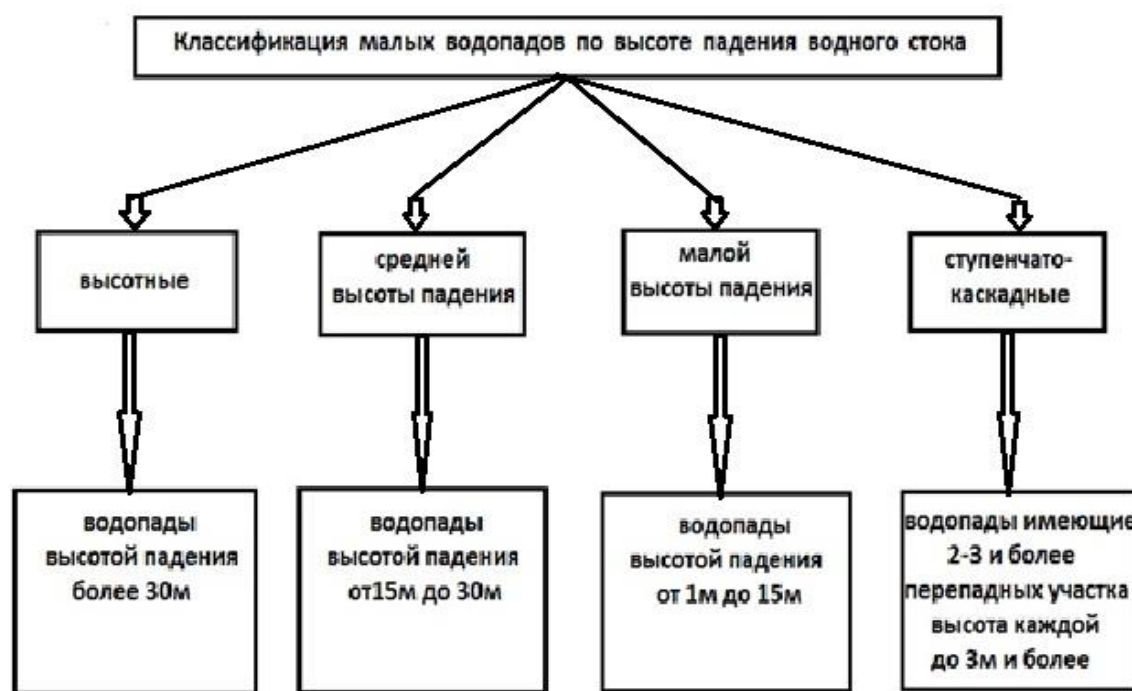 Классификация малых водопадов по высоте падения водного стока
высотные
средней
высоты падения
малой
высоты падения
ступенчато-
каскадные
водопады
высотой падения
более 30м
водопады
высотой падения
от15м до 30м
водопады
высотой падения
от 1м до 15м
водопады имеющие
2-3 и более
перепадных участка
высота каждой
до 3м и более